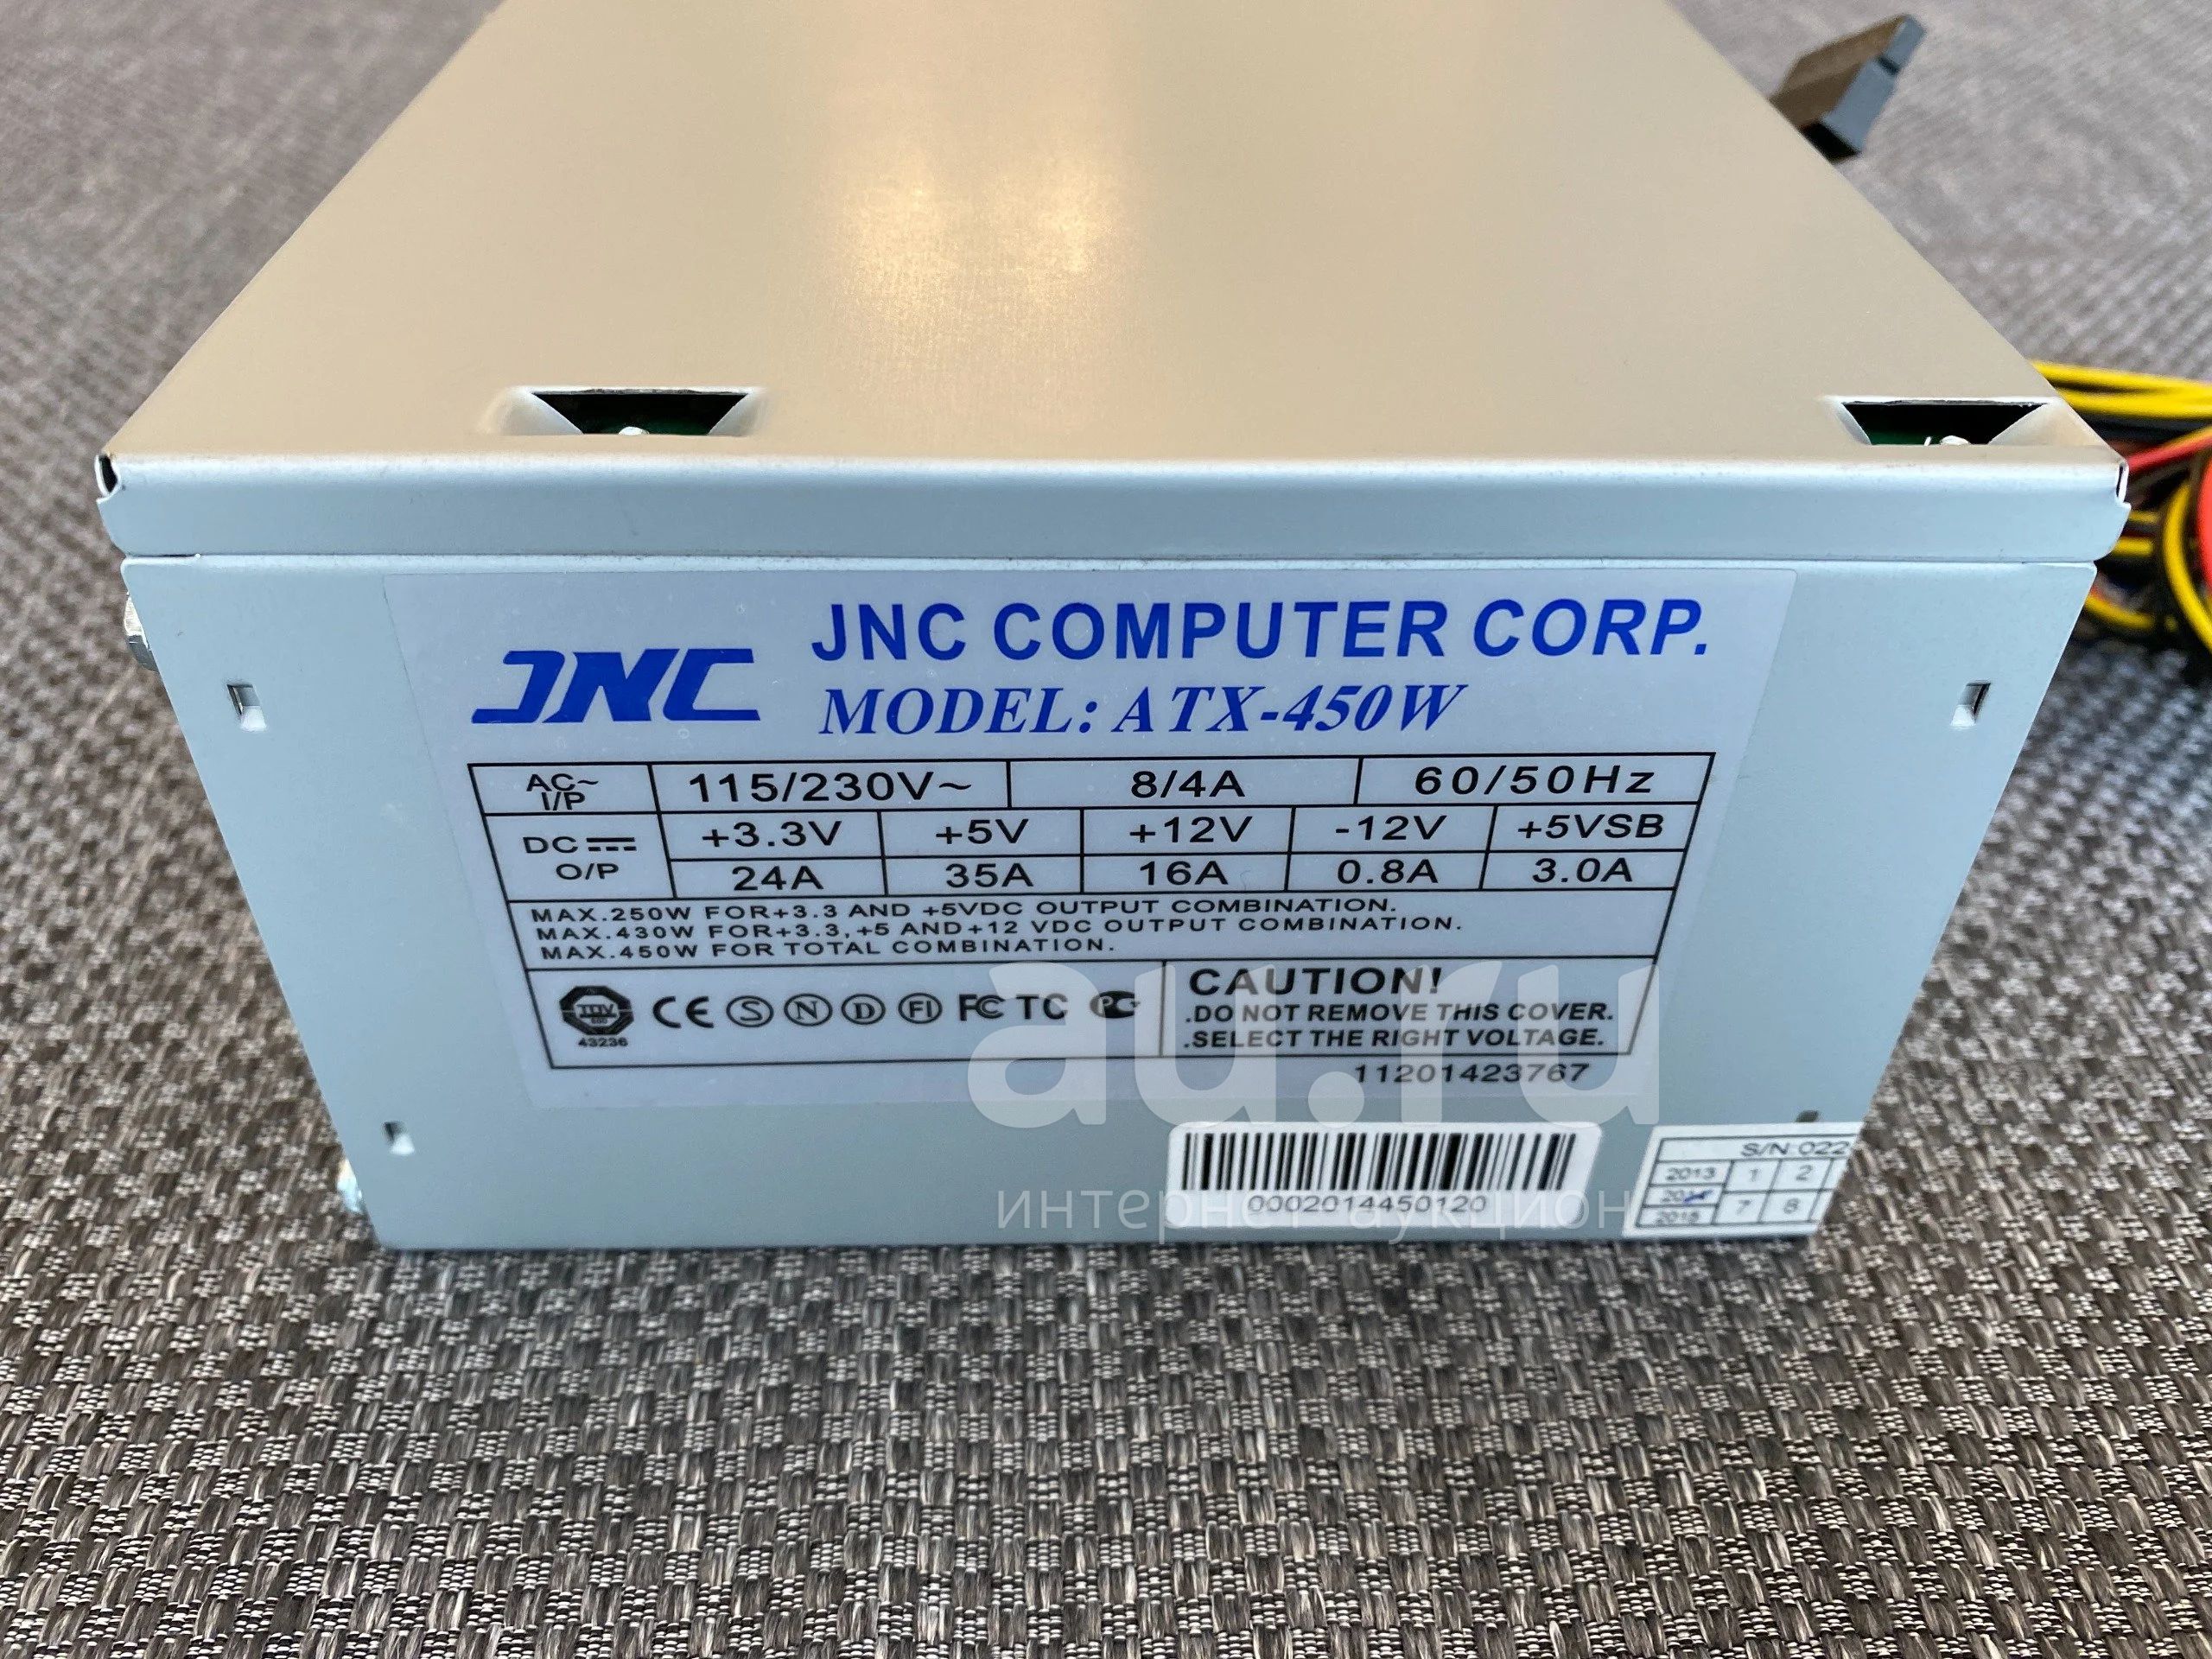 JNC
JNC COMPUTER CORP.
MODEL: ATX-450W
AC~ I/P 115/230V~ 8/4A 60/50Hz
DC O/P +3.3V +5V +12V -12V +5VSB
24A 35A 16A 0.8A 3.0A
MAX.250W FOR+3.3 AND +5VDC OUTPUT COMBINATION.
MAX.430W FOR+3.3,+5 AND+12 VDC OUTPUT COMBINATION.
MAX.450W FOR TOTAL COMBINATION.
TÜV
43236
CE S N D FI FC TC PC
CAUTION!
.DO NOT REMOVE THIS COVER.
.SELECT THE RIGHT VOLTAGE.
11201423767
au.ru
интернет аукцион
0002014450120
S/N:022
2013 1 2
7 8